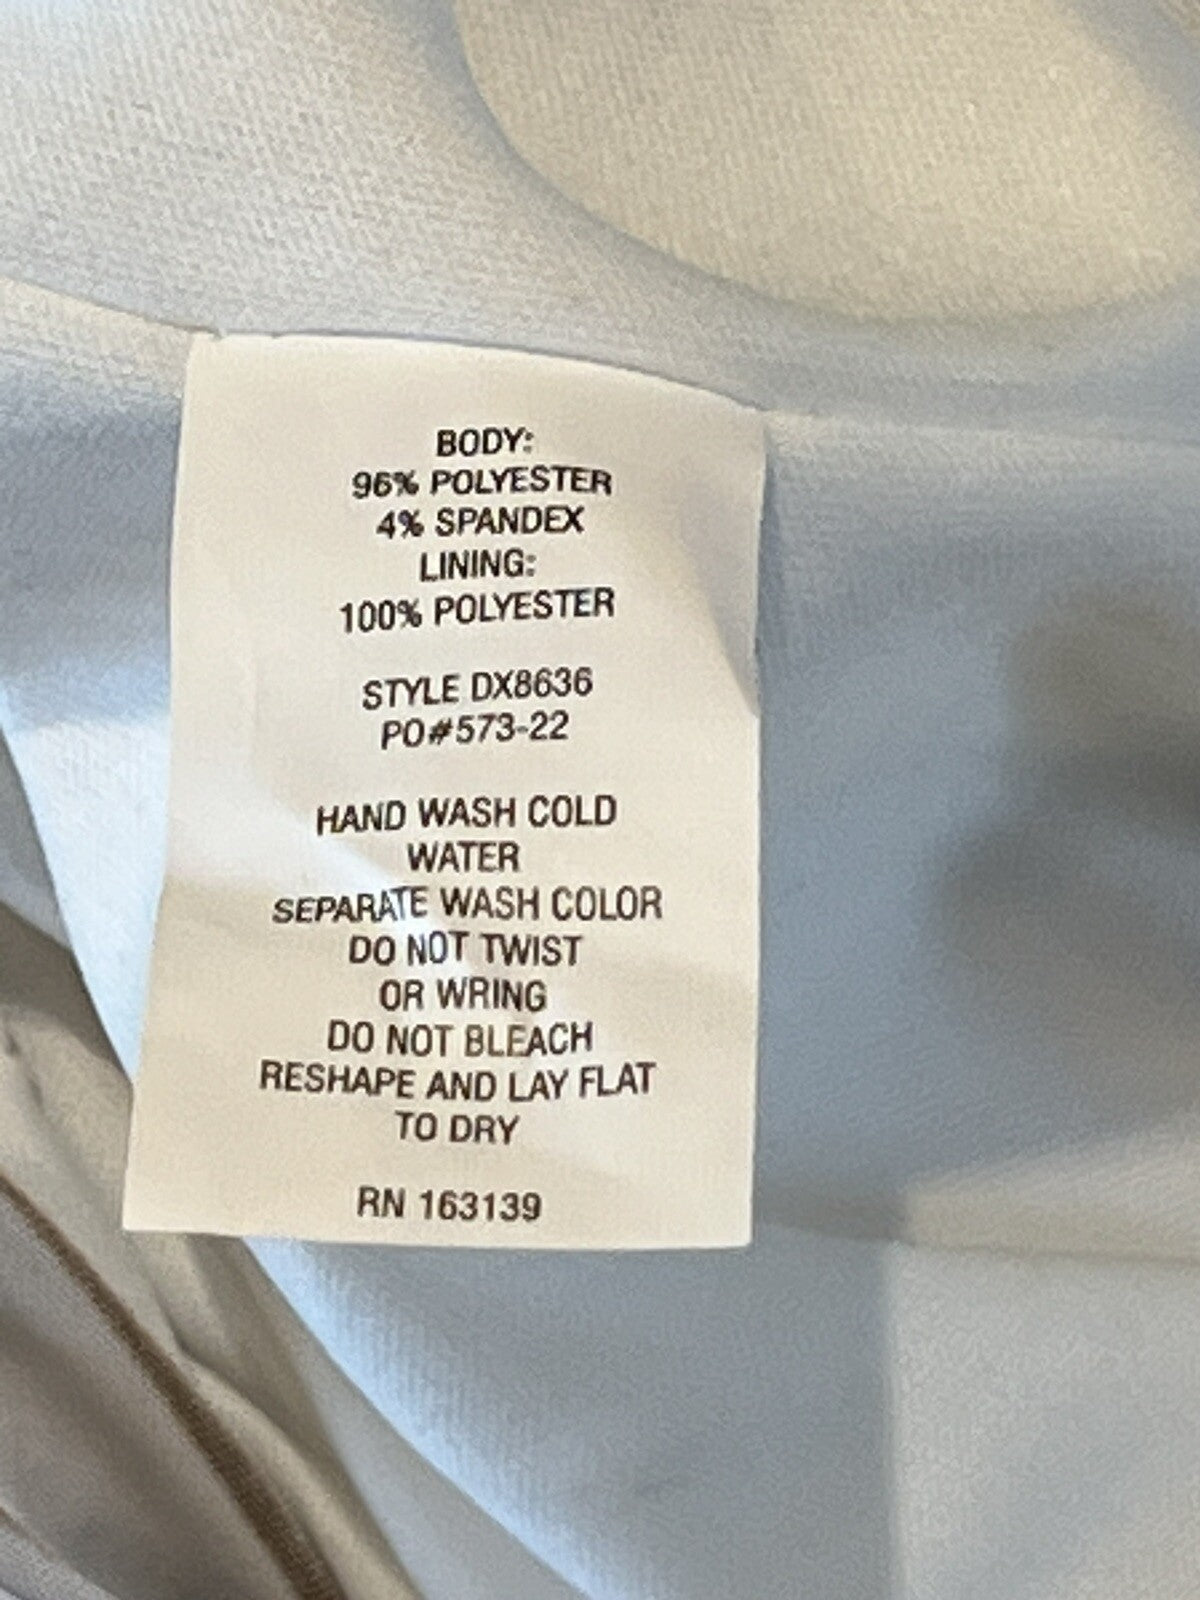 BODY:
96% POLYESTER
4% SPANDEX
LINING:
100% POLYESTER
STYLE DX8636
PO#573-22
HAND WASH COLD
WATER
SEPARATE WASH COLOR
DO NOT TWIST
OR WRING
DO NOT BLEACH
RESHAPE AND LAY FLAT
TO DRY
RN 163139